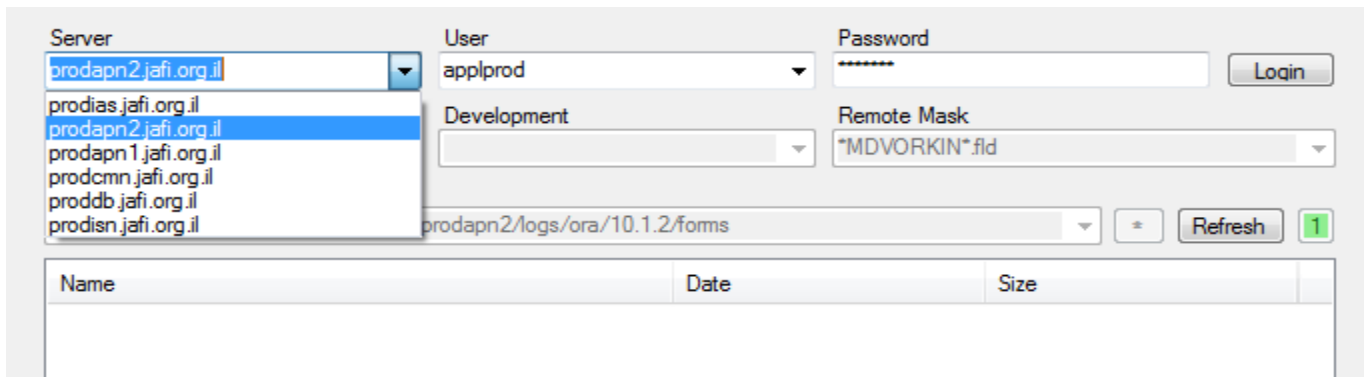 Server User Password
prodapn2.jafi.org.il applprod ******* Login
prodias.jafi.org.il
prodapn2.jafi.org.il Development Remote Mask
prodapn1.jafi.org.il *MDVORKIN*.fld
prodcmn.jafi.org.il
proddb.jafi.org.il
prodisn.jafi.org.il prodapn2/logs/ora/10.1.2/forms * Refresh 1
Name Date Size